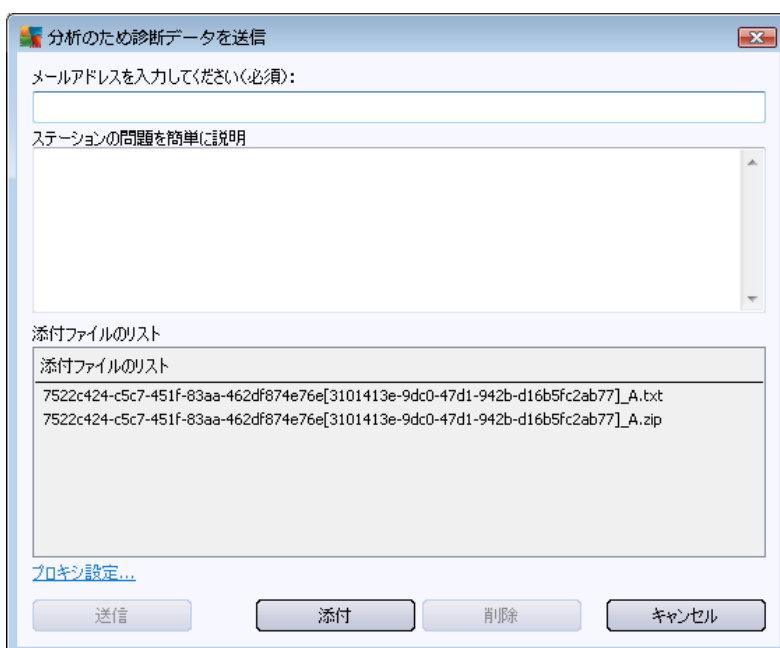 分析のため診断データを送信
メールアドレスを入力してください(必須):
ステーションの問題を簡単に説明
添付ファイルのリスト
添付ファイルのリスト
7522c424-c5c7-451f-83aa-462df874e76e[3101413e-9dc0-47d1-942b-d16b5fc2ab77]_A.txt
7522c424-c5c7-451f-83aa-462df874e76e[3101413e-9dc0-47d1-942b-d16b5fc2ab77]_A.zip
プロキシ設定...
送信 添付 削除 キャンセル